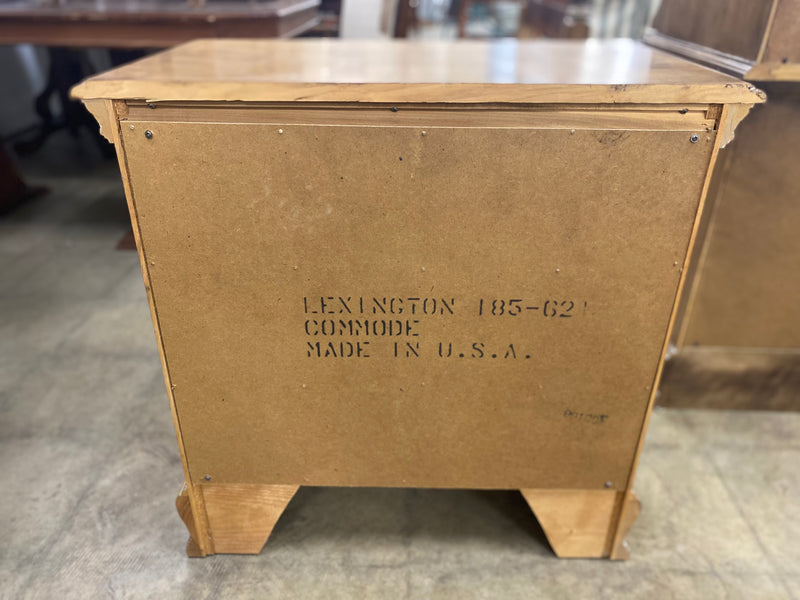 LEXINGTON 185-621
COMMODE
MADE IN U.S.A.